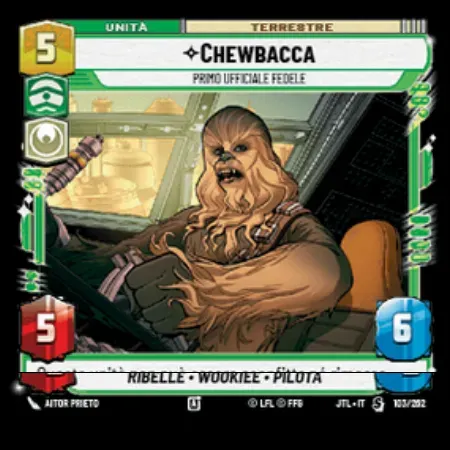 UNITÀ TERRESTRE
5
CHEWBACCA
PRIMO UFFICIALE FEDELE
5
6
RIBELLE • WOOKIEE • PILOTA
AITOR PRIETO © LFL © FFG JTL • IT 103/262